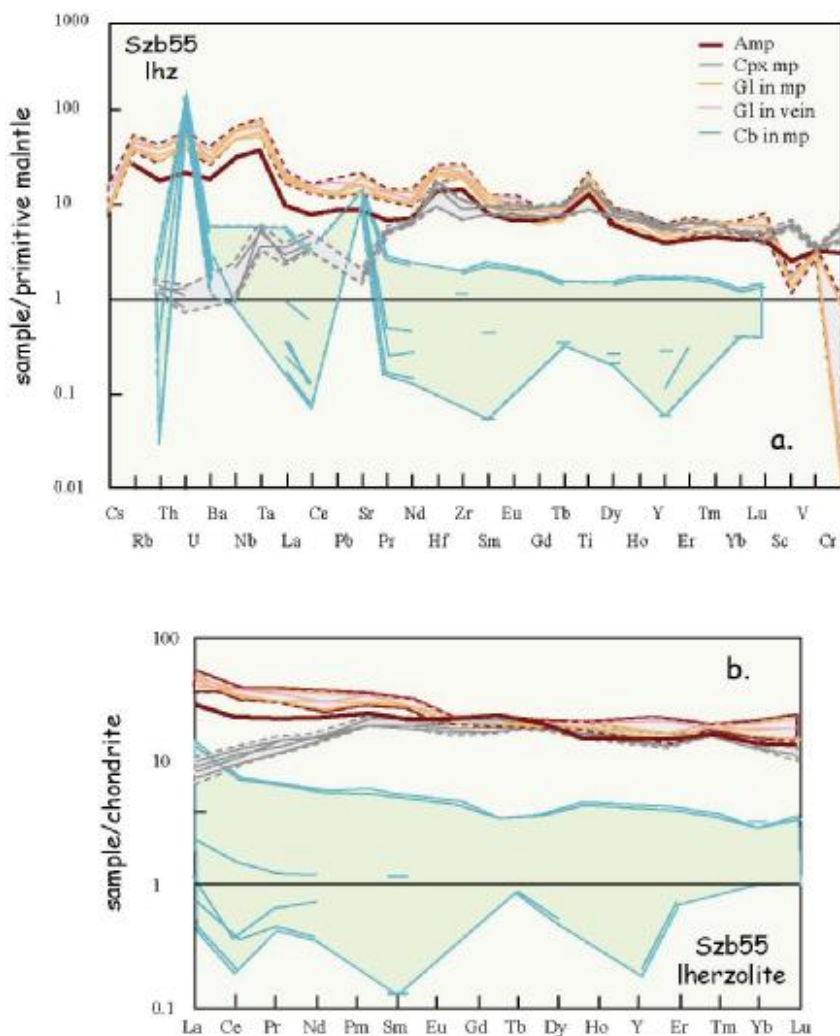 1000
100
10
1
0.1
0.01
sample/primitive malntle
Szb55
lhz
Amp
Cpx mp
Gl in mp
Gl in vein
Cb in mp
a.
Cs Th Ba Ta Ce Sr Nd Zr Eu Tb Dy Y Tm Lu V
Rb U Nb La Pb Pr Hf Sm Gd Ti Ho Er Yb Sc Cr
100
10
1
0.1
sample/chondrite
b.
Szb55
lherzolite
La Ce Pr Nd Pm Sm Eu Gd Tb Dy Ho Y Er Tm Yb Lu